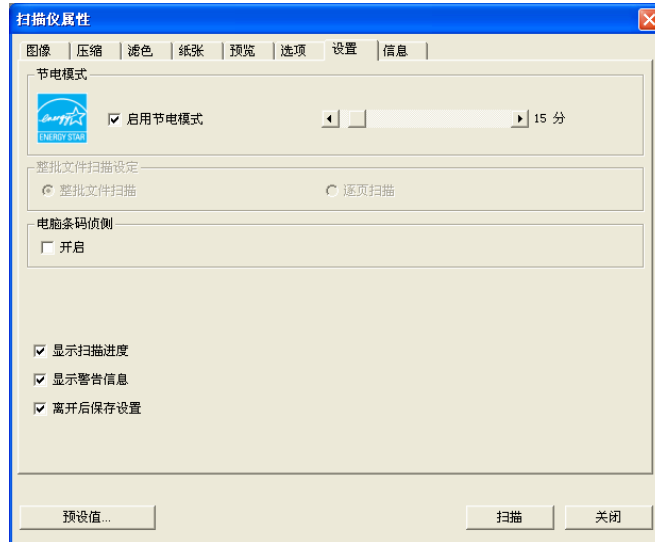 扫描仪属性
图像 压缩 滤色 纸张 预览 选项 设置 信息
节电模式
energy
ENERGY STAR
启用节电模式
15 分
整批文件扫描设定
整批文件扫描 逐页扫描
电脑条码侦侧
开启
显示扫描进度
显示警告信息
离开后保存设置
预设值... 扫描 关闭